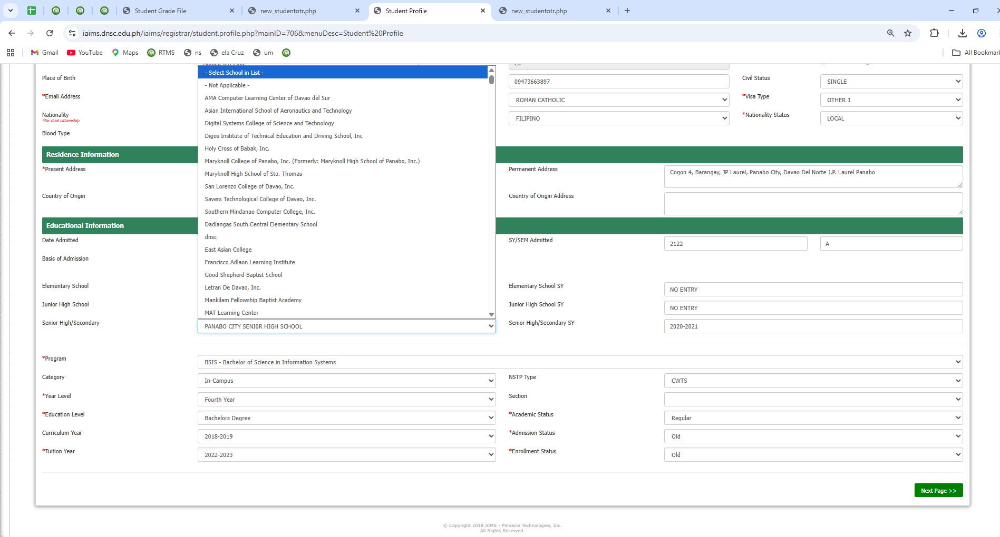 Student Grade File
new_studentotr.php
Student Profile
new_studentotr.php
iaims.dnsc.edu.ph/iaims/registrar/student.profile.php?mainID=706&menuDesc=Student%20Profile
Gmail
YouTube
Maps
RTMS
ns
ela Cruz
um
All Bookmar
Place of Birth
09473663897
Civil Status
SINGLE
*Email Address
ROMAN CATHOLIC
*Visa Type
OTHER 1
Nationality
*for dual citizenship
FILIPINO
*Nationality Status
LOCAL
Blood Type
- Select School in List -
- Not Applicable -
AMA Computer Learning Center of Davao del Sur
Asian International School of Aeronautics and Technology
Digital Systems College of Science and Technology
Digos Institute of Technical Education and Driving School, Inc
Holy Cross of Babak, Inc.
Maryknoll College of Panabo, Inc. (Formerly: Maryknoll High School of Panabo, Inc.)
Maryknoll High School of Sto. Thomas
San Lorenzo College of Davao, Inc.
Savers Technological College of Davao, Inc.
Southern Mindanao Computer College, Inc.
Dadiangas South Central Elementary School
dnsc
East Asian College
Francisco Adlaon Learning Institute
Good Shepherd Baptist School
Letran De Davao, Inc.
Mankilam Fellowship Baptist Academy
MAT Learning Center
Residence Information
*Present Address
Permanent Address
Cogon 4, Barangay, JP Laurel, Panabo City, Davao Del Norte J.P. Laurel Panabo
Country of Origin
Country of Origin Address
Educational Information
Date Admitted
SY/SEM Admitted
2122
A
Basis of Admission
Elementary School
Elementary School SY
NO ENTRY
Junior High School
Junior High School SY
NO ENTRY
Senior High/Secondary
PANABO CITY SENI0R HIGH SCHOOL
Senior High/Secondary SY
2020-2021
*Program
BSIS - Bachelor of Science in Information Systems
Category
In-Campus
NSTP Type
CWTS
*Year Level
Fourth Year
Section
*Education Level
Bachelors Degree
*Academic Status
Regular
Curriculum Year
2018-2019
*Admission Status
Old
*Tuition Year
2022-2023
*Enrollment Status
Old
Next Page >>
© Copyright 2018 AIMS - Pinnacle Technologies, Inc.
All Rights Reserved.